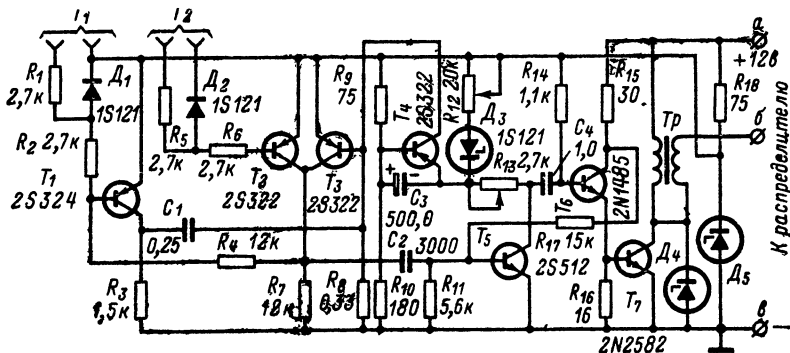 I1
I2
R1
2,7к
Д1
1S121
R2 2,7к
T1
2S324
C1
0,25
R3
1,5к
R4
12к
R5
2,7к
Д2
1S121
R6
2,7к
T2
2S322
T3
2S322
R7
R8
R9
75
T4
2S322
C3
500,0
C2
3000
R10
180
R11
5,6к
R12 20к
Д3
1S121
R13
2,7к
T5
2S512
R14
1,1к
C4
1,0
R15
30
2N1485
T6
R17
15к
R16
16
T7
2N2582
Д4
Тр
R18
75
Д5
а
+12в
б
К распределителю
в
−